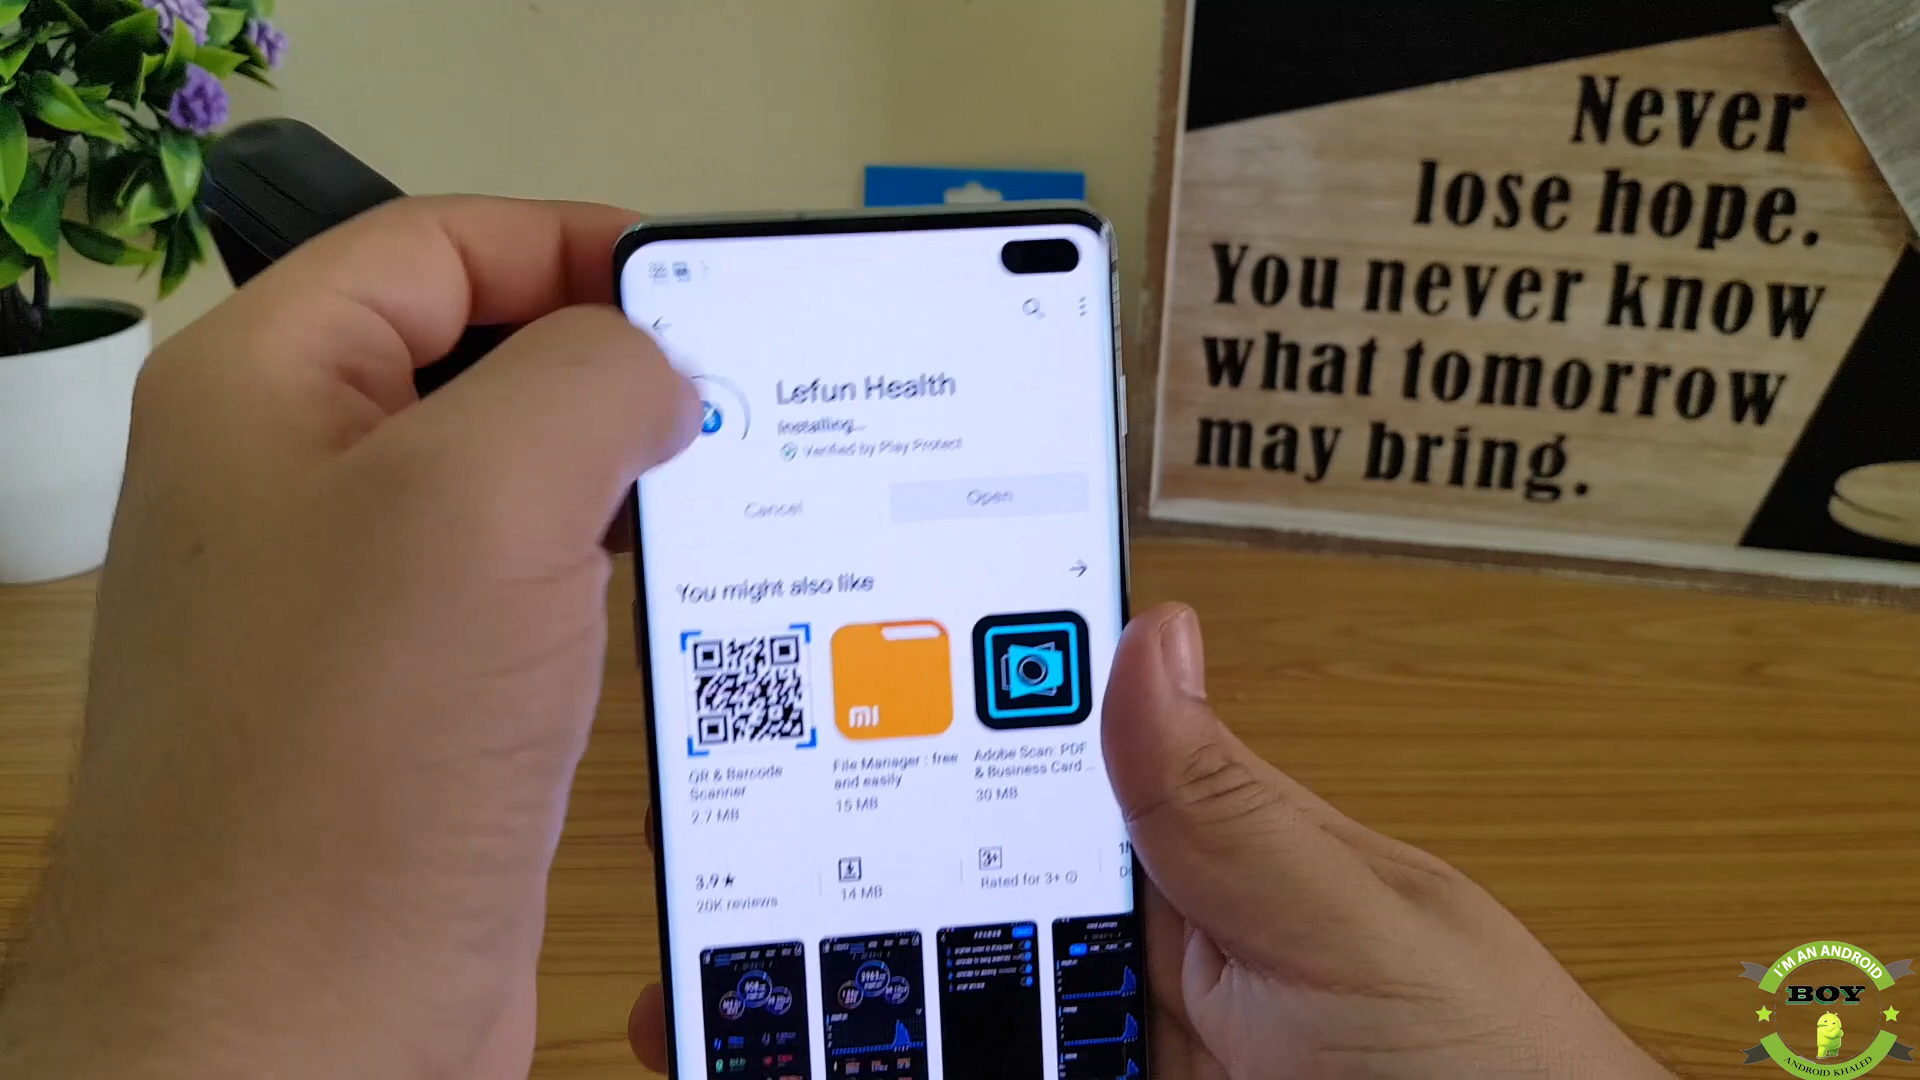 Never
lose hope.
You never know
what tomorrow
may bring.
Lefun Health
Installing...
Verified by Play Protect
Cancel
Open
You might also like
QR & Barcode
Scanner
2.7 MB
File Manager : free
and easily
15 MB
Adobe Scan: PDF
& Business Card ...
30 MB
3.9★
20K reviews
14 MB
3+
Rated for 3+
I'M AN ANDROID
BOY
ANDROID KHALED